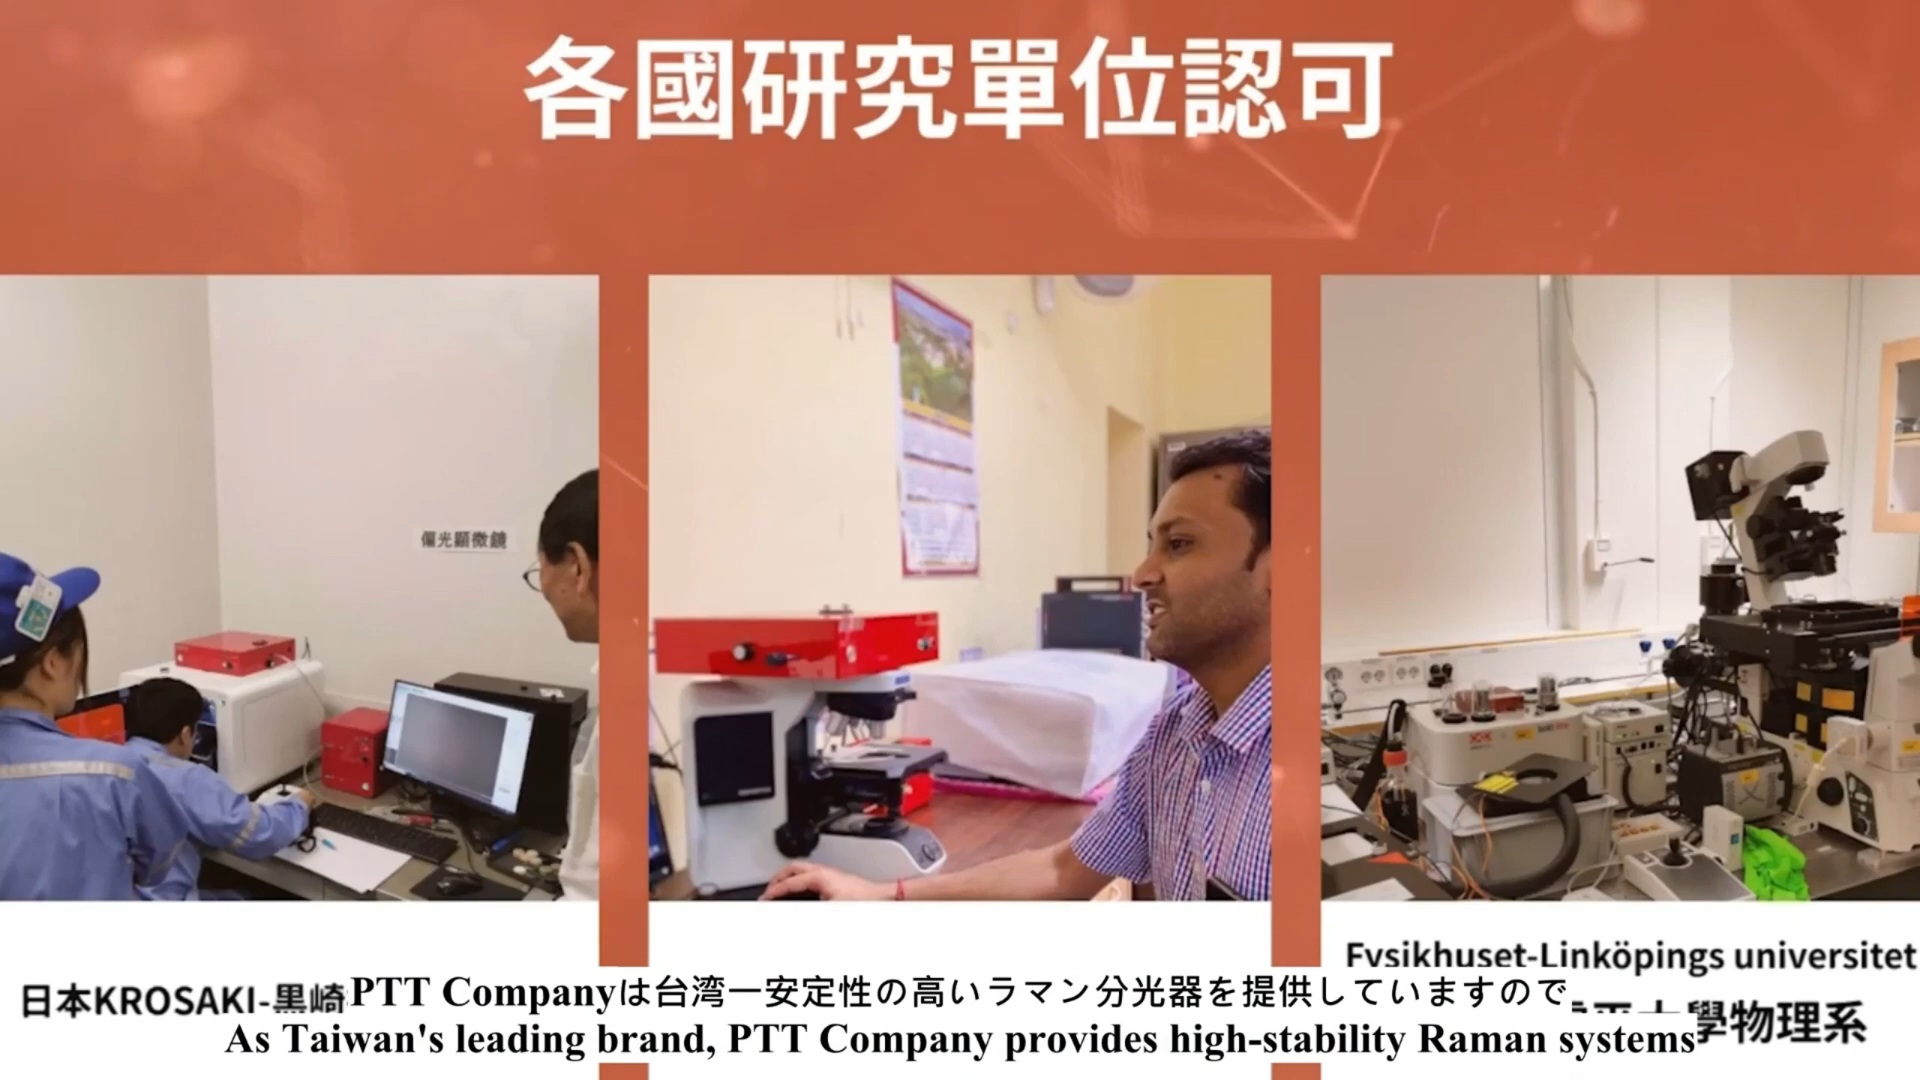 各國研究單位認可
偏光顯微鏡
Fysikhuset-Linköpings universitet
日本KROSAKI-黒崎
PTT Companyは台湾一安定性の高いラマン分光器を提供していますので
學物理系
As Taiwan's leading brand, PTT Company provides high-stability Raman systems